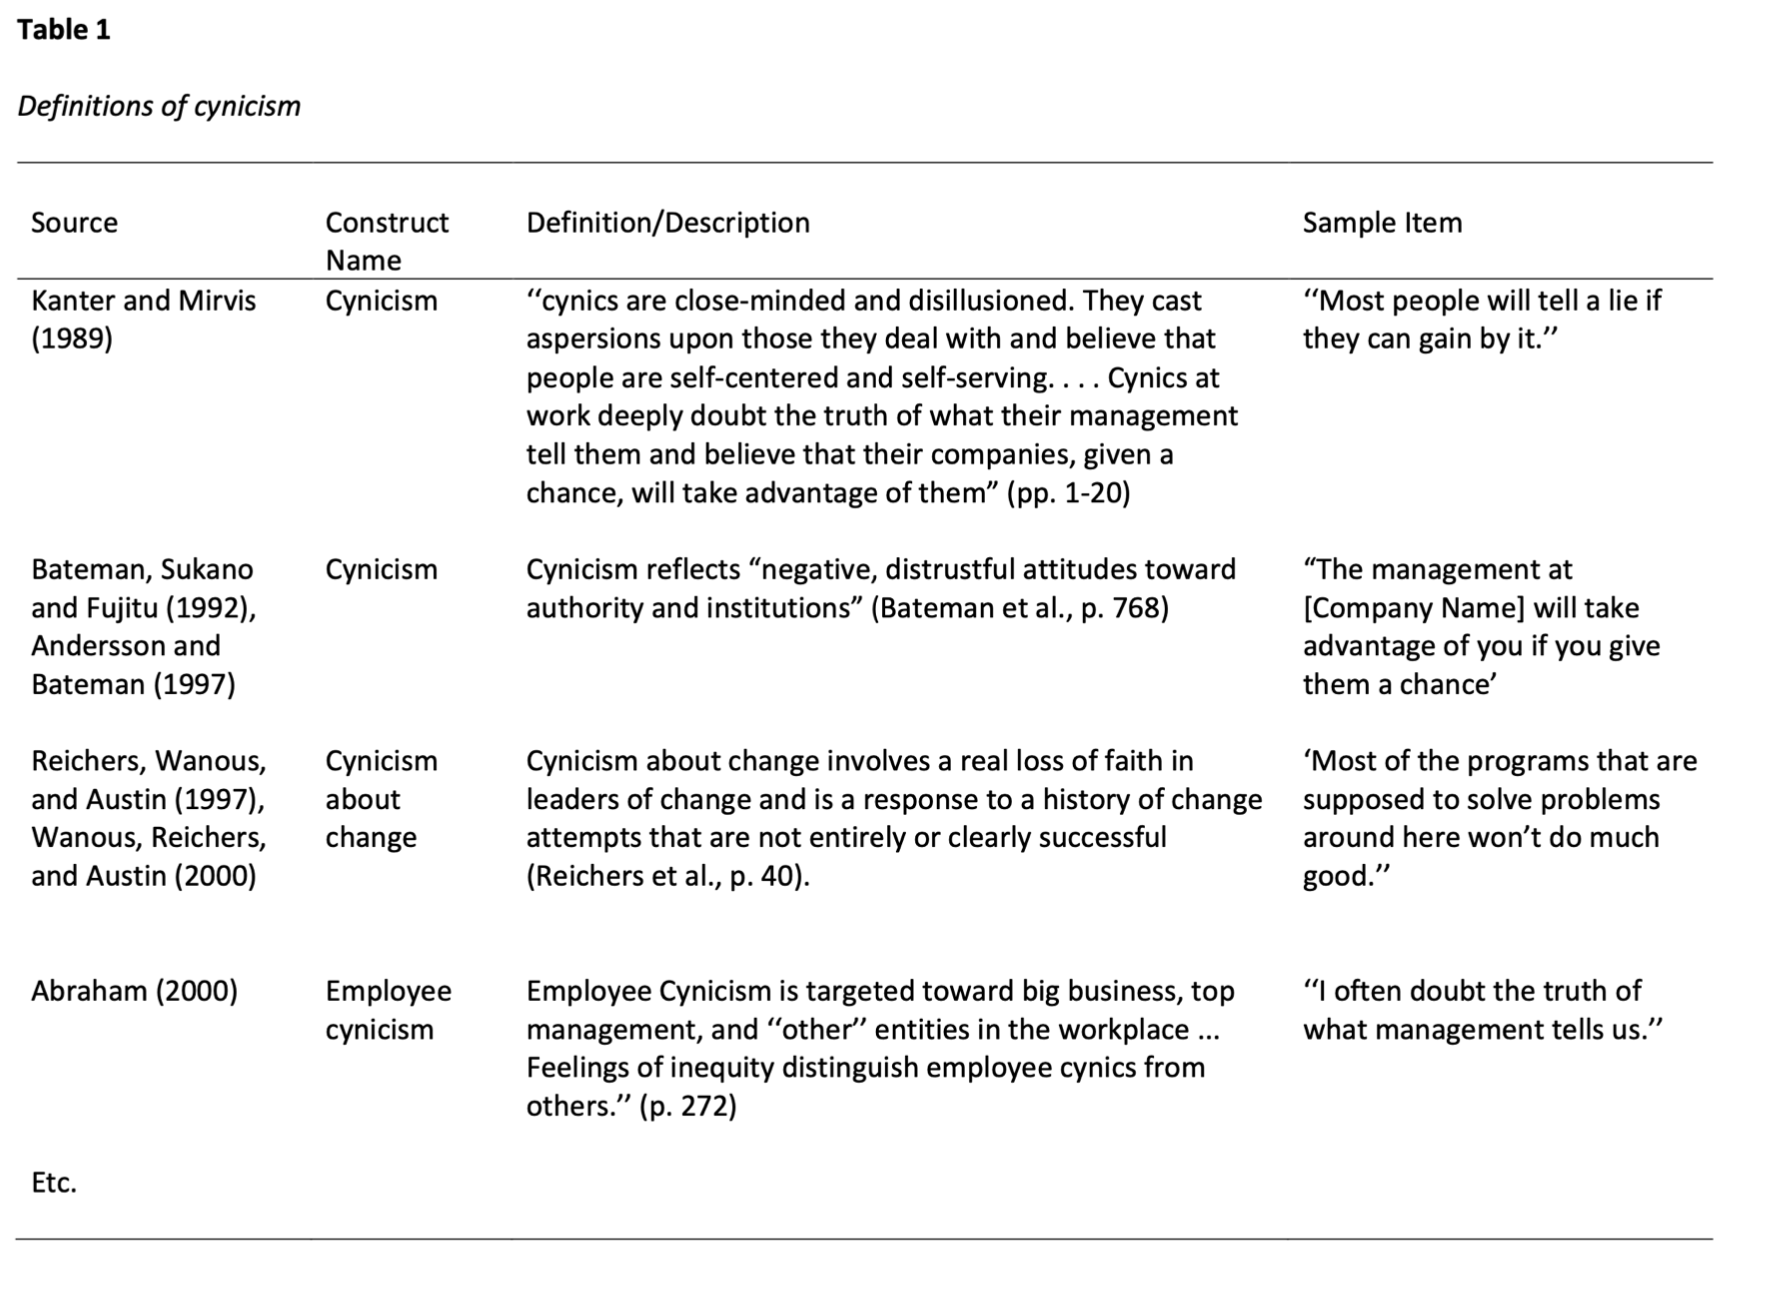 Table 1
Definitions of cynicism
Source
Construct
Name
Definition/Description
Sample Item
Kanter and Mirvis
(1989)
Cynicism
‘‘cynics are close-minded and disillusioned. They cast
aspersions upon those they deal with and believe that
people are self-centered and self-serving. . . . Cynics at
work deeply doubt the truth of what their management
tell them and believe that their companies, given a
chance, will take advantage of them” (pp. 1-20)
‘‘Most people will tell a lie if
they can gain by it.’’
Bateman, Sukano
and Fujitu (1992),
Andersson and
Bateman (1997)
Cynicism
Cynicism reflects “negative, distrustful attitudes toward
authority and institutions” (Bateman et al., p. 768)
“The management at
[Company Name] will take
advantage of you if you give
them a chance’
Reichers, Wanous,
and Austin (1997),
Wanous, Reichers,
and Austin (2000)
Cynicism
about
change
Cynicism about change involves a real loss of faith in
leaders of change and is a response to a history of change
attempts that are not entirely or clearly successful
(Reichers et al., p. 40).
‘Most of the programs that are
supposed to solve problems
around here won’t do much
good.’’
Abraham (2000)
Employee
cynicism
Employee Cynicism is targeted toward big business, top
management, and ‘‘other’’ entities in the workplace ...
Feelings of inequity distinguish employee cynics from
others.’’ (p. 272)
‘‘I often doubt the truth of
what management tells us.’’
Etc.